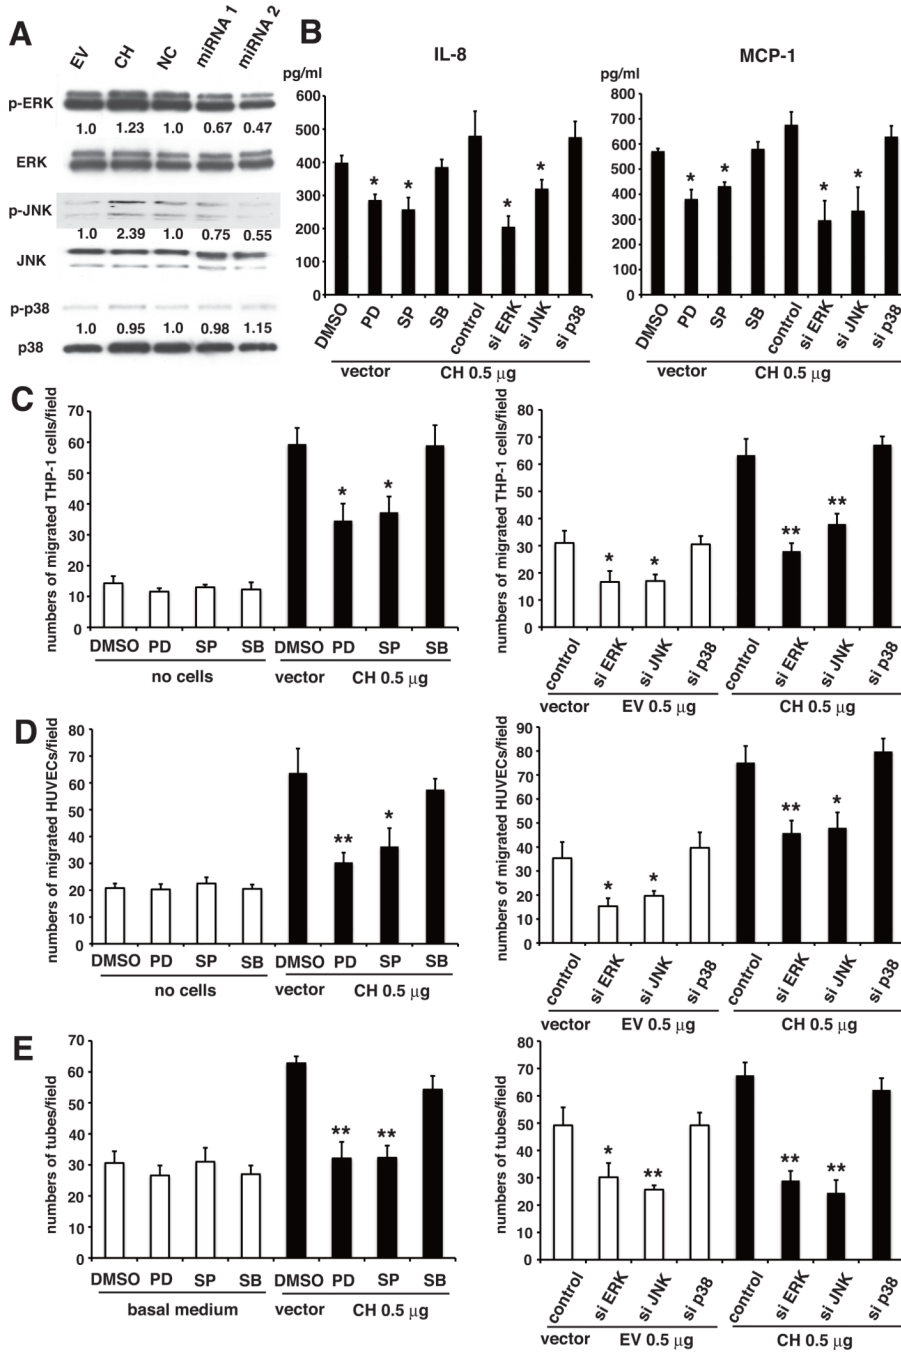 A
EV CH NC miRNA 1 miRNA 2
p-ERK
1.0 1.23 1.0 0.67 0.47
ERK
p-JNK
1.0 2.39 1.0 0.75 0.55
JNK
p-p38
1.0 0.95 1.0 0.98 1.15
p38
B
IL-8
pg/ml
600
500
400
300
200
100
0
* * * *
DMSO PD SP SB control si ERK si JNK si p38
vector CH 0.5 μg
MCP-1
pg/ml
800
700
600
500
400
300
200
100
0
* * * *
DMSO PD SP SB control si ERK si JNK si p38
vector CH 0.5 μg
C
numbers of migrated THP-1 cells/field
70
60
50
40
30
20
10
0
* *
DMSO PD SP SB DMSO PD SP SB
no cells vector CH 0.5 μg
numbers of migrated THP-1 cells/field
80
70
60
50
40
30
20
10
0
* * ** **
control si ERK si JNK si p38 control si ERK si JNK si p38
vector EV 0.5 μg CH 0.5 μg
D
numbers of migrated HUVECs/field
80
70
60
50
40
30
20
10
0
** *
DMSO PD SP SB DMSO PD SP SB
no cells vector CH 0.5 μg
numbers of migrated HUVECs/field
90
80
70
60
50
40
30
20
10
0
* * ** *
control si ERK si JNK si p38 control si ERK si JNK si p38
vector EV 0.5 μg CH 0.5 μg
E
numbers of tubes/field
70
60
50
40
30
20
10
0
** **
DMSO PD SP SB DMSO PD SP SB
basal medium vector CH 0.5 μg
numbers of tubes/field
80
70
60
50
40
30
20
10
0
* ** ** **
control si ERK si JNK si p38 control si ERK si JNK si p38
vector EV 0.5 μg CH 0.5 μg